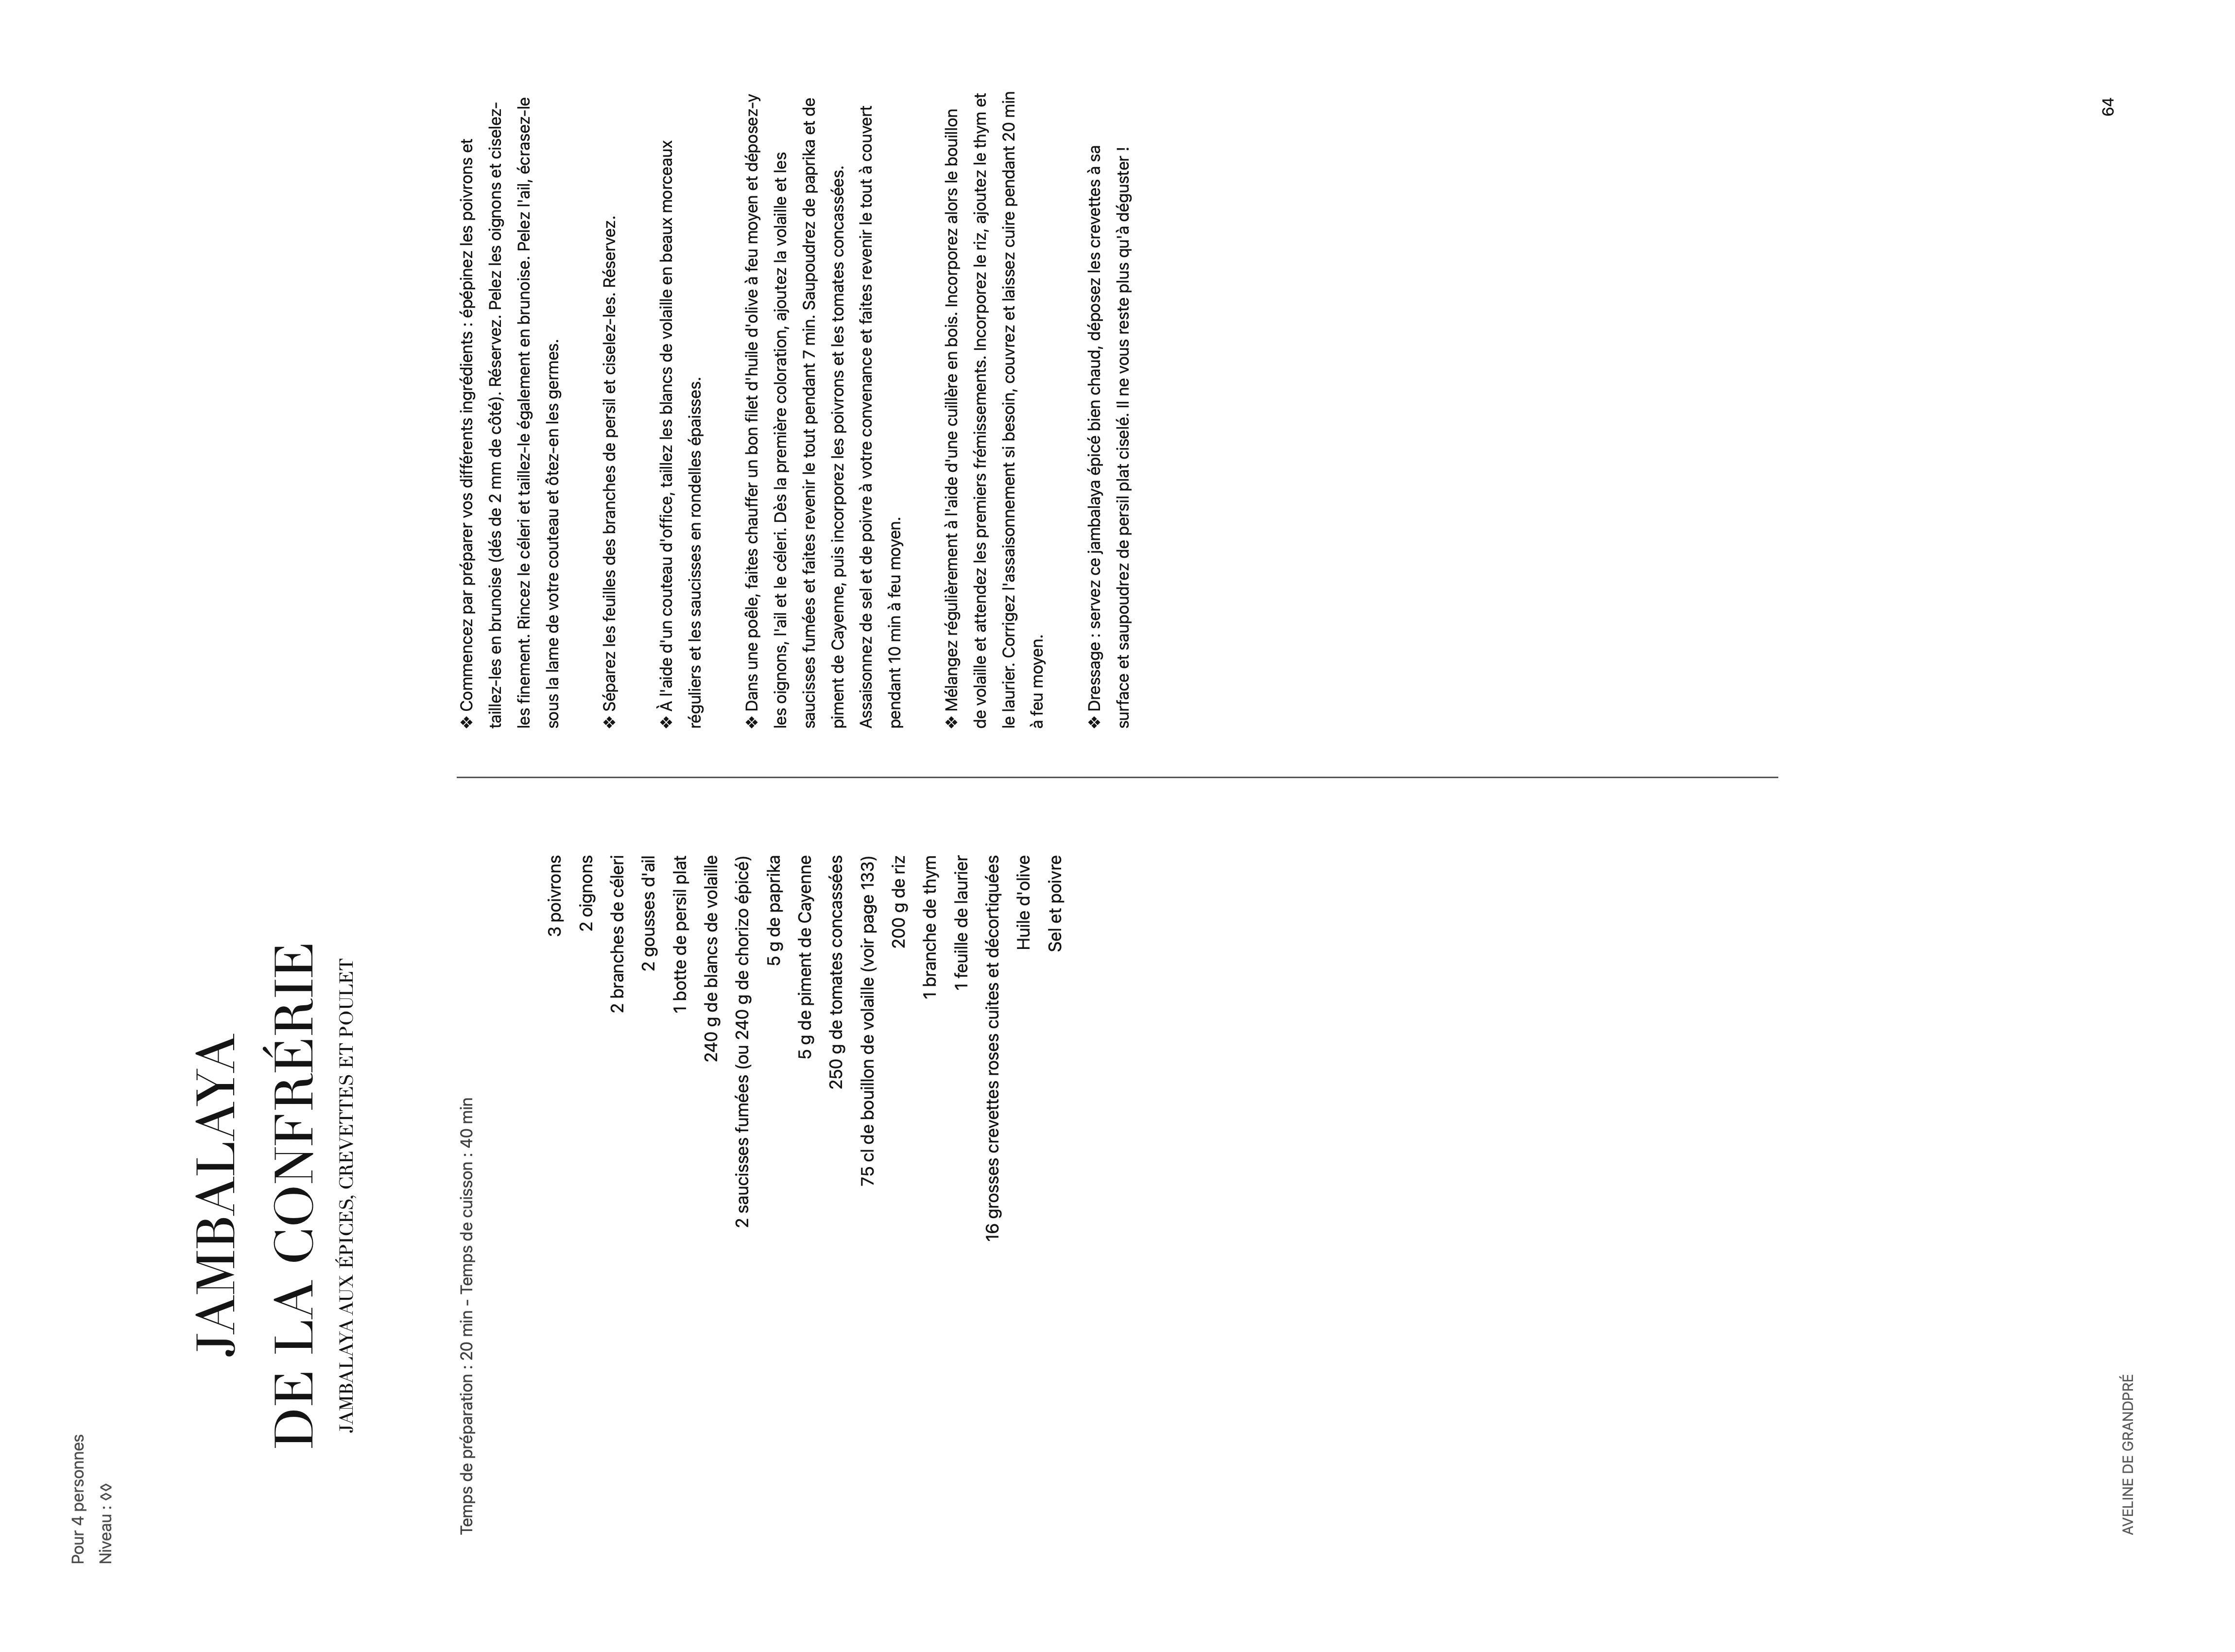 Pour 4 personnes
Niveau : ◊◊
JAMBALAYA
DE LA CONFRÉRIE
JAMBALAYA AUX ÉPICES, CREVETTES ET POULET
Temps de préparation : 20 min - Temps de cuisson : 40 min
3 poivrons
2 oignons
2 branches de céleri
2 gousses d'ail
1 botte de persil plat
240 g de blancs de volaille
2 saucisses fumées (ou 240 g de chorizo épicé)
5 g de paprika
5 g de piment de Cayenne
250 g de tomates concassées
75 cl de bouillon de volaille (voir page 133)
200 g de riz
1 branche de thym
1 feuille de laurier
16 grosses crevettes roses cuites et décortiquées
Huile d'olive
Sel et poivre
❖ Commencez par préparer vos différents ingrédients : épépinez les poivrons et
taillez-les en brunoise (dés de 2 mm de côté). Réservez. Pelez les oignons et ciselez-
les finement. Rincez le céleri et taillez-le également en brunoise. Pelez l'ail, écrasez-le
sous la lame de votre couteau et ôtez-en les germes.
❖ Séparez les feuilles des branches de persil et ciselez-les. Réservez.
❖ À l'aide d'un couteau d'office, taillez les blancs de volaille en beaux morceaux
réguliers et les saucisses en rondelles épaisses.
❖ Dans une poêle, faites chauffer un bon filet d'huile d'olive à feu moyen et déposez-y
les oignons, l'ail et le céleri. Dès la première coloration, ajoutez la volaille et les
saucisses fumées et faites revenir le tout pendant 7 min. Saupoudrez de paprika et de
piment de Cayenne, puis incorporez les poivrons et les tomates concassées.
Assaisonnez de sel et de poivre à votre convenance et faites revenir le tout à couvert
pendant 10 min à feu moyen.
❖ Mélangez régulièrement à l'aide d'une cuillère en bois. Incorporez alors le bouillon
de volaille et attendez les premiers frémissements. Incorporez le riz, ajoutez le thym et
le laurier. Corrigez l'assaisonnement si besoin, couvrez et laissez cuire pendant 20 min
à feu moyen.
❖ Dressage : servez ce jambalaya épicé bien chaud, déposez les crevettes à sa
surface et saupoudrez de persil plat ciselé. Il ne vous reste plus qu'à déguster !
AVELINE DE GRANDPRÉ
64